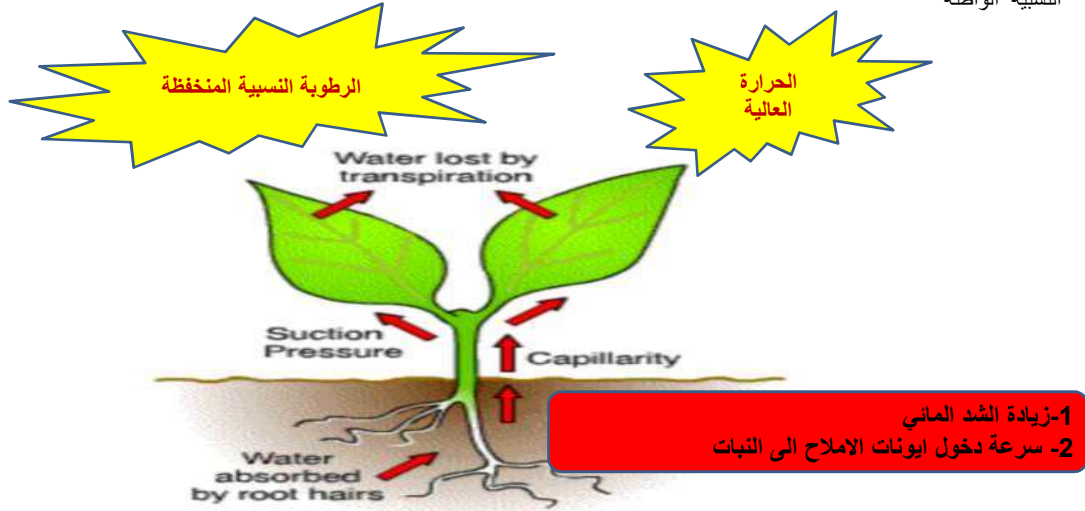 الرطوبة النسبية المنخفظة
الحرارة
العالية
Water lost by
transpiration
Suction
Pressure
Capillarity
1-زيادة الشد المائي
2- سرعة دخول ايونات الاملاح الى النبات
Water
absorbed
by root hairs